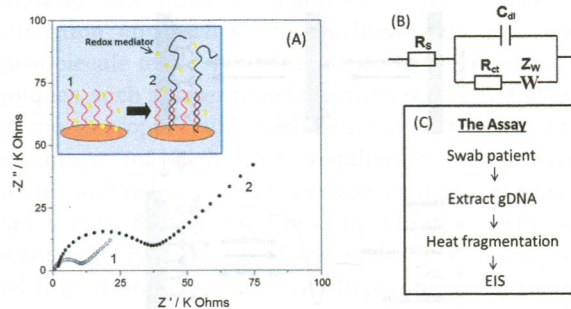 (A)
Redox mediator
1
2
-Z '' / K Ohms
100
75
50
25
0
0
25
50
75
100
Z ' / K Ohms
1
2
(B)
Cdl
Rs
Rct
Zw
W
(C)
The Assay
Swab patient
Extract gDNA
Heat fragmentation
EIS